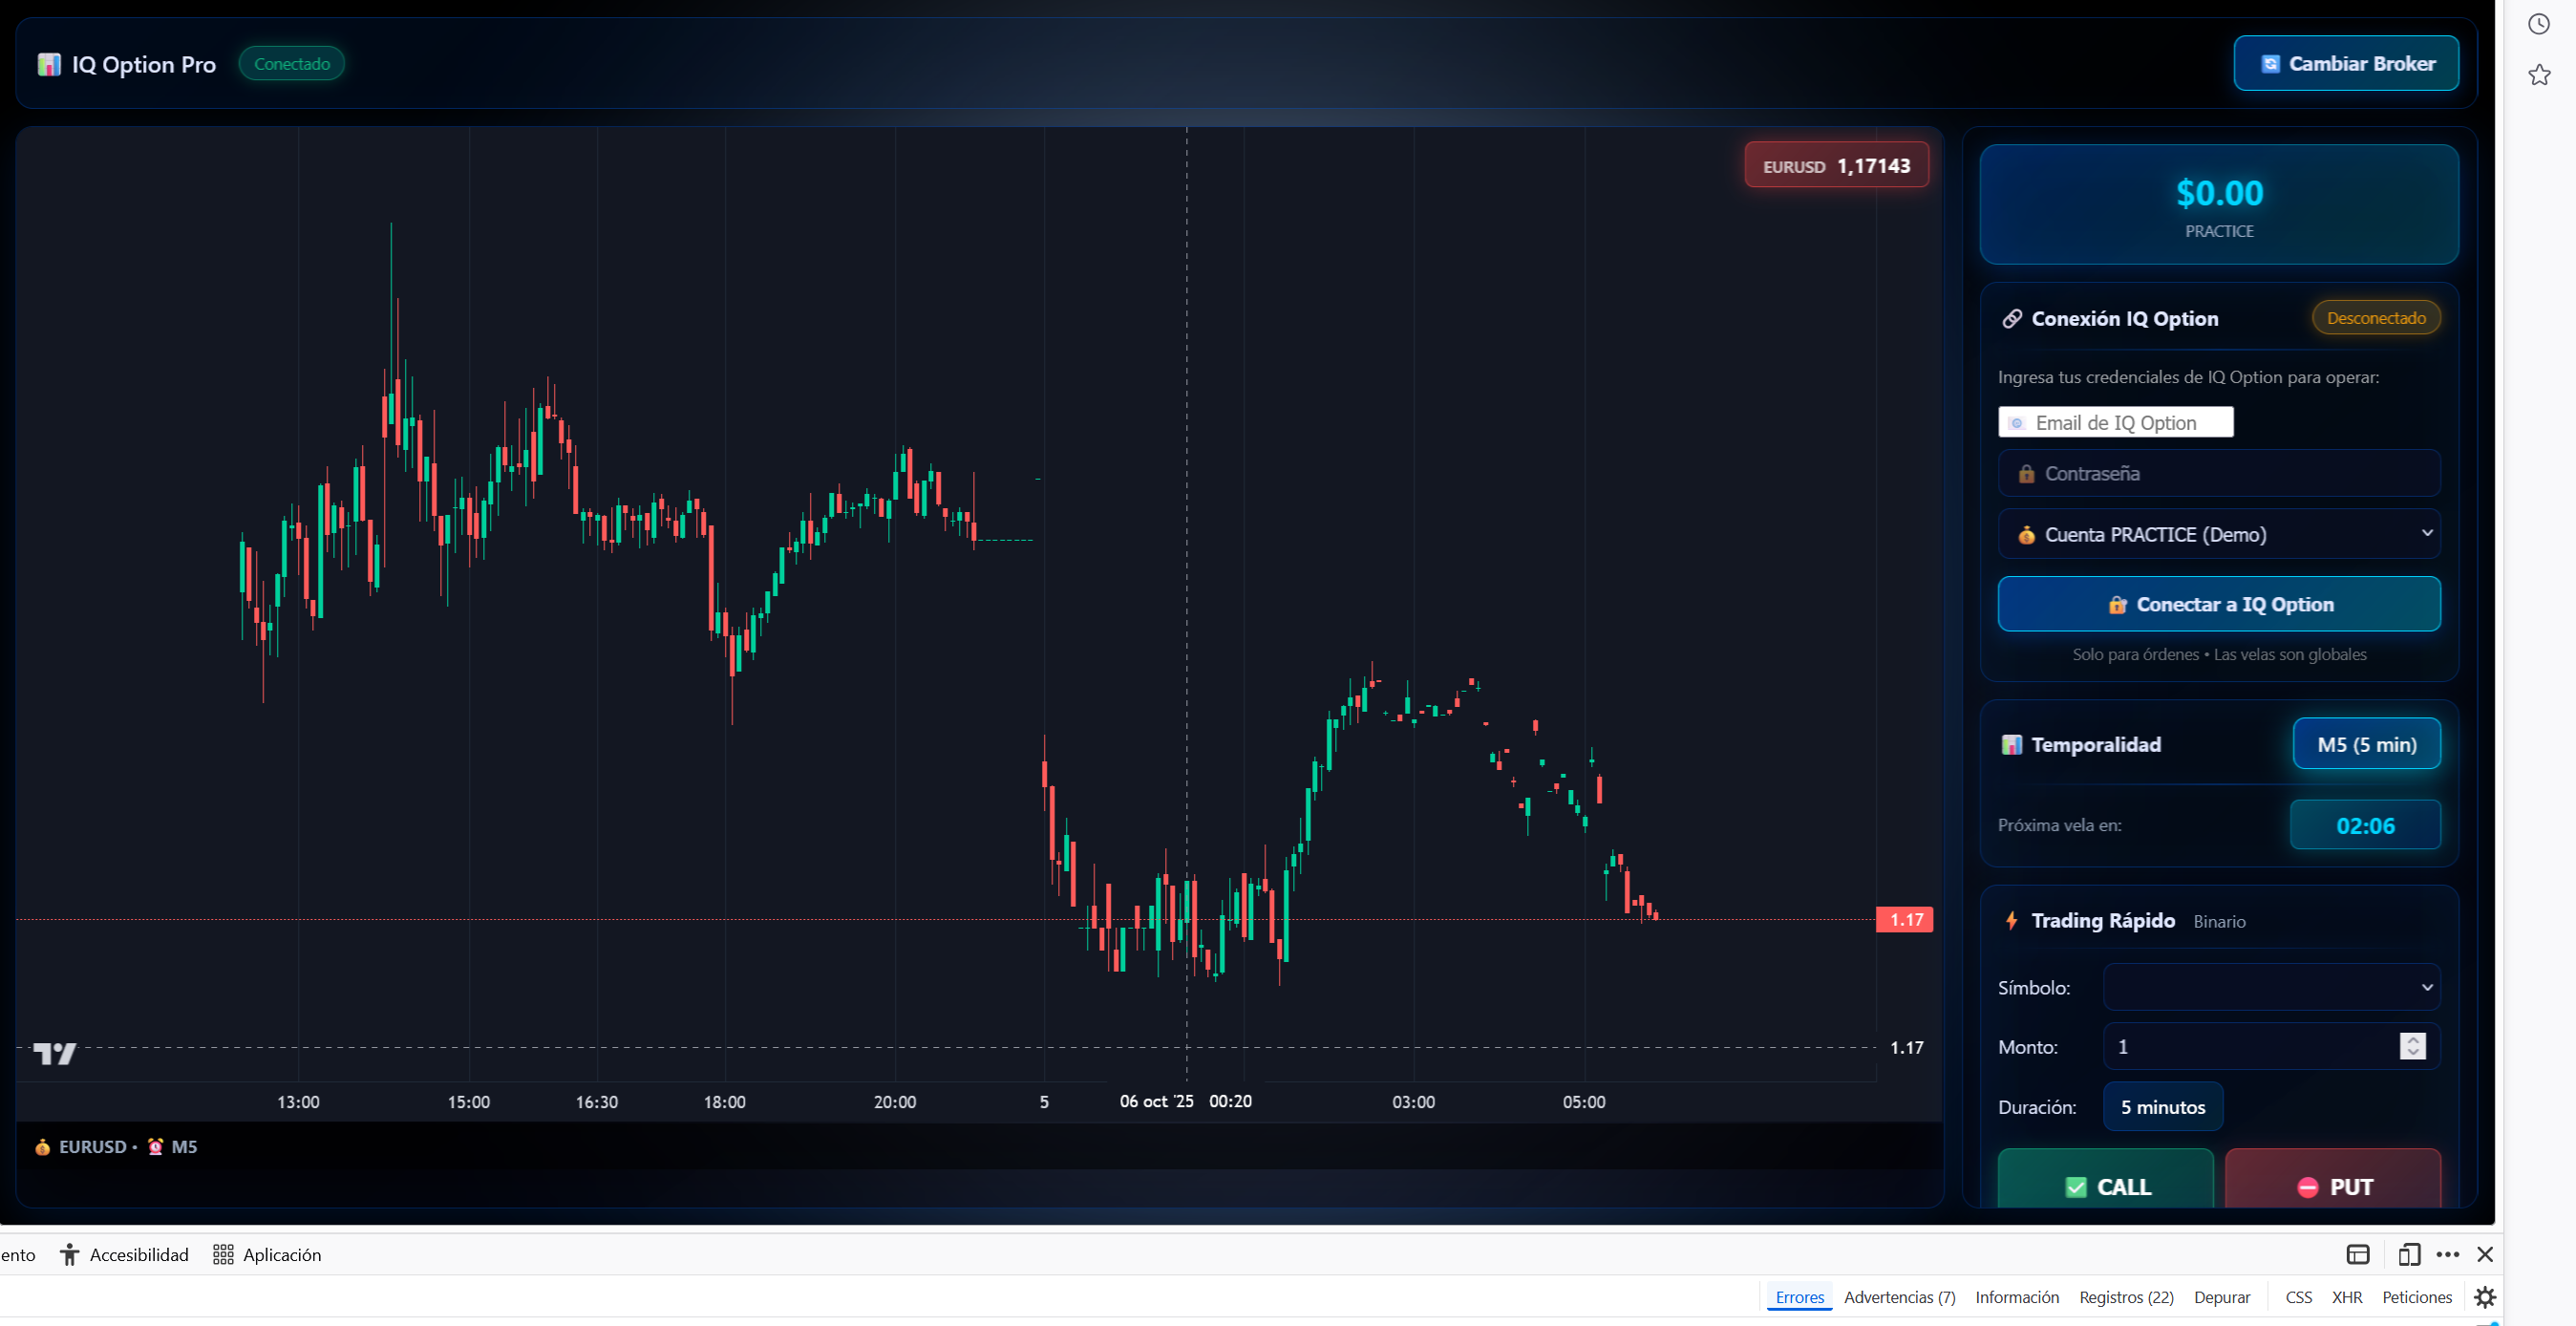 IQ Option Pro
Conectado
Cambiar Broker
EURUSD 1,17143
1.17
1.17
13:00
15:00
16:30
18:00
20:00
5
06 oct '25 00:20
03:00
05:00
EURUSD • M5
$0.00
PRACTICE
Conexión IQ Option
Desconectado
Ingresa tus credenciales de IQ Option para operar:
Email de IQ Option
Contraseña
Cuenta PRACTICE (Demo)
Conectar a IQ Option
Solo para órdenes • Las velas son globales
Temporalidad
M5 (5 min)
Próxima vela en:
02:06
Trading Rápido Binario
Símbolo:
Monto: 1
Duración: 5 minutos
CALL
PUT
ento
Accesibilidad
Aplicación
Errores
Advertencias (7)
Información
Registros (22)
Depurar
CSS
XHR
Peticiones